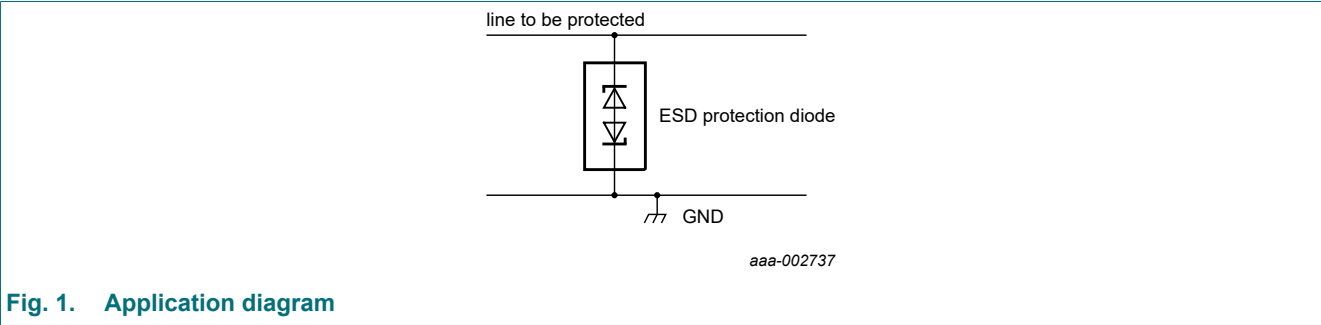 line to be protected
ESD protection diode
GND
aaa-002737
Fig. 1. Application diagram